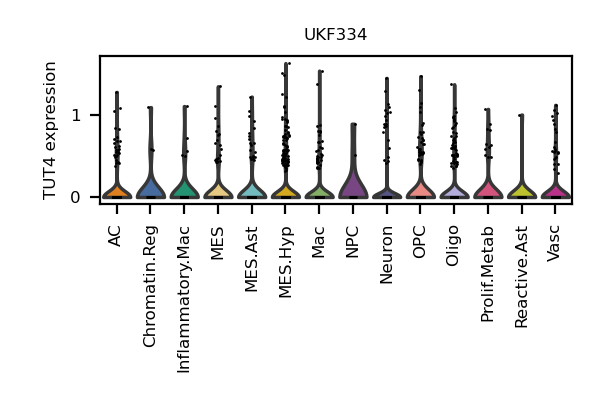 UKF334
TUT4 expression
1
0
AC
Chromatin.Reg
Inflammatory.Mac
MES
MES.Ast
MES.Hyp
Mac
NPC
Neuron
OPC
Oligo
Prolif.Metab
Reactive.Ast
Vasc